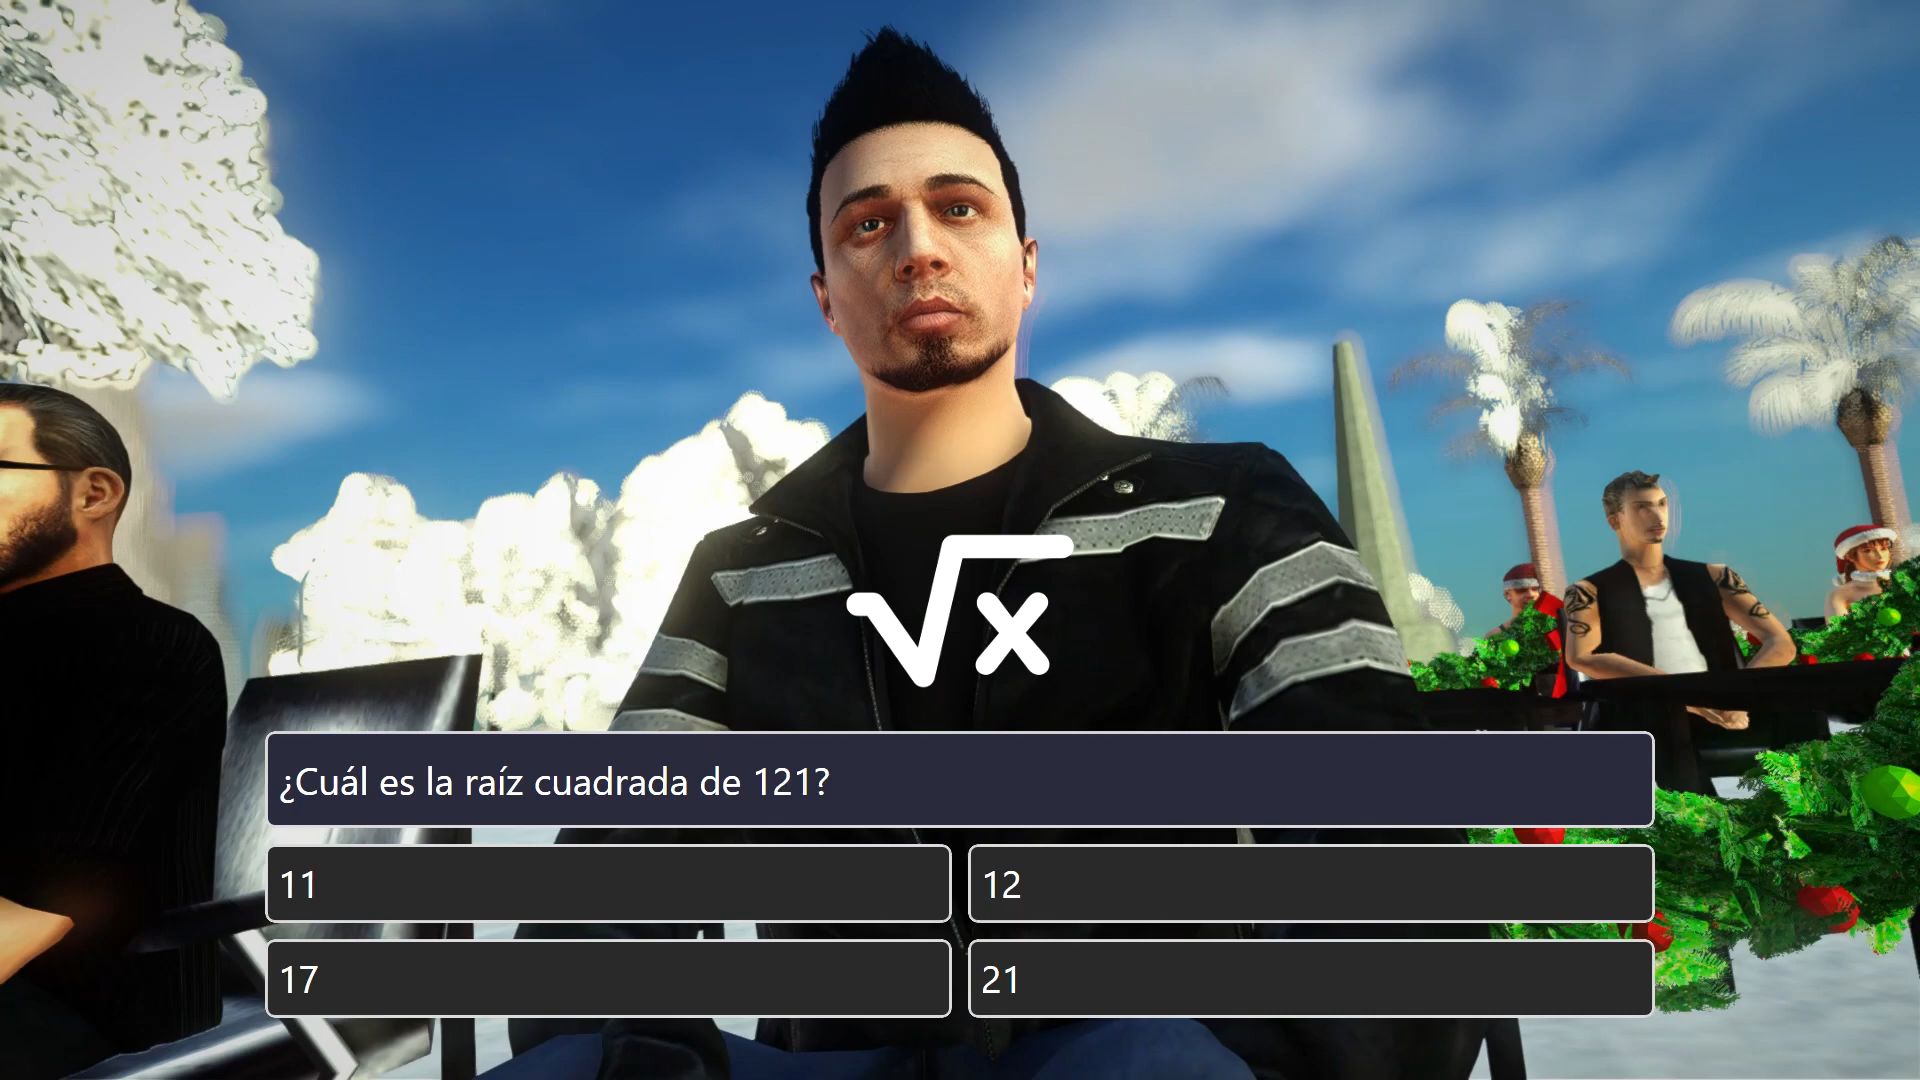 √x
¿Cuál es la raíz cuadrada de 121?
11
12
17
21